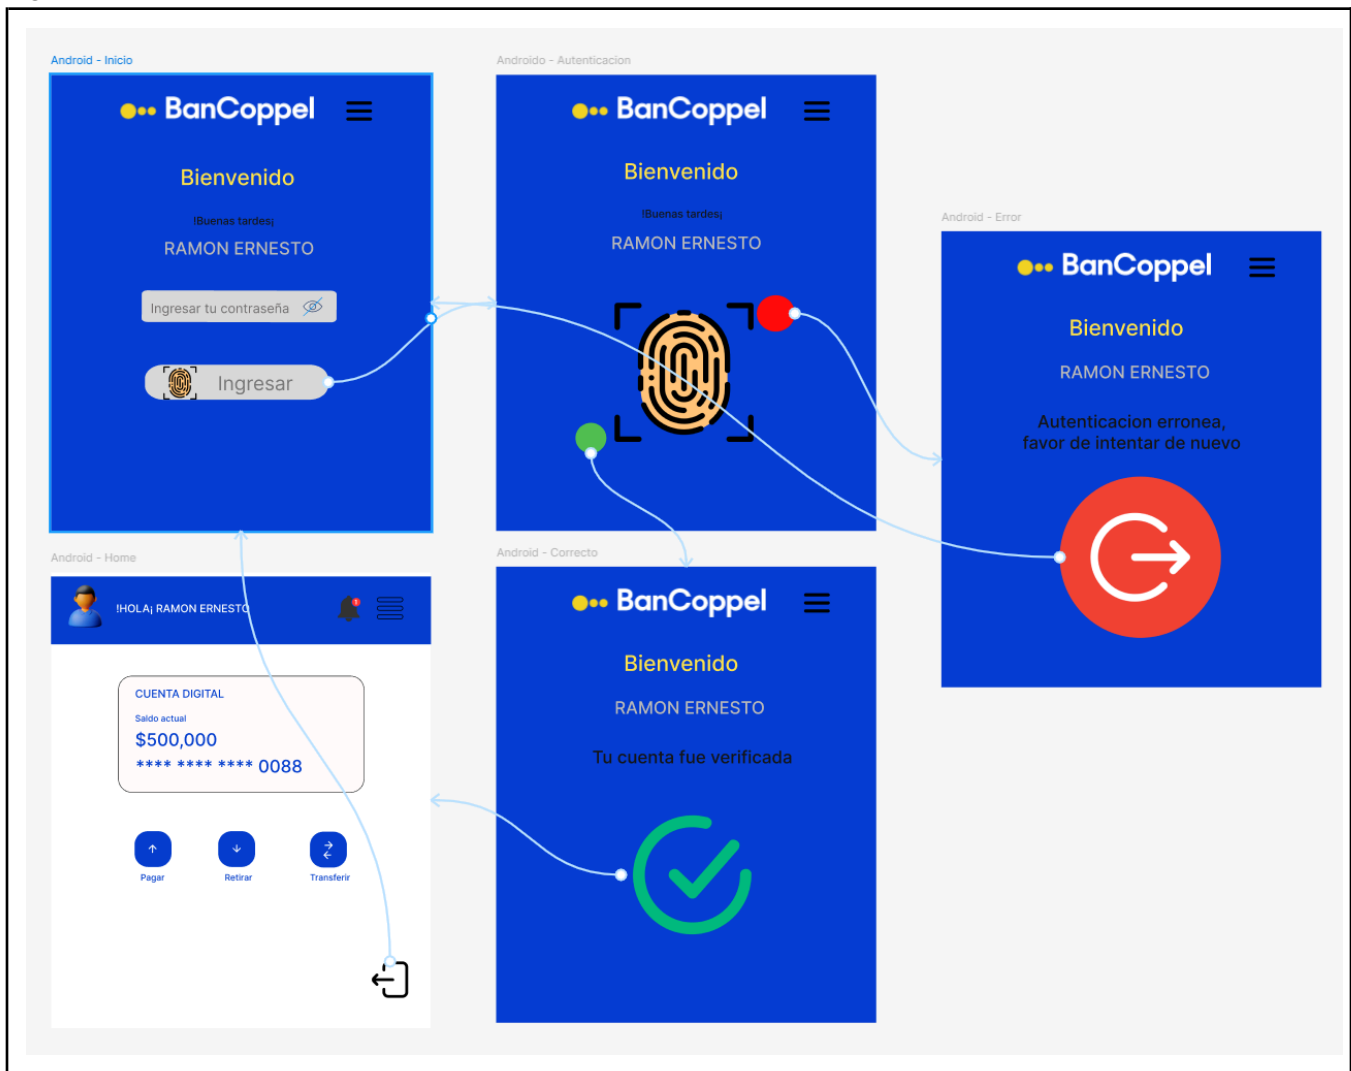 Android - Inicio
BanCoppel
Bienvenido
!Buenas tardes¡
RAMON ERNESTO
Ingresar tu contraseña
Ingresar
Androido - Autenticacion
BanCoppel
Bienvenido
!Buenas tardes¡
RAMON ERNESTO
Android - Error
BanCoppel
Bienvenido
RAMON ERNESTO
Autenticacion erronea,
favor de intentar de nuevo
Android - Home
!HOLA¡ RAMON ERNESTO
1
CUENTA DIGITAL
Saldo actual
$500,000
**** **** **** 0088
Pagar
Retirar
Transferir
Android - Correcto
BanCoppel
Bienvenido
RAMON ERNESTO
Tu cuenta fue verificada